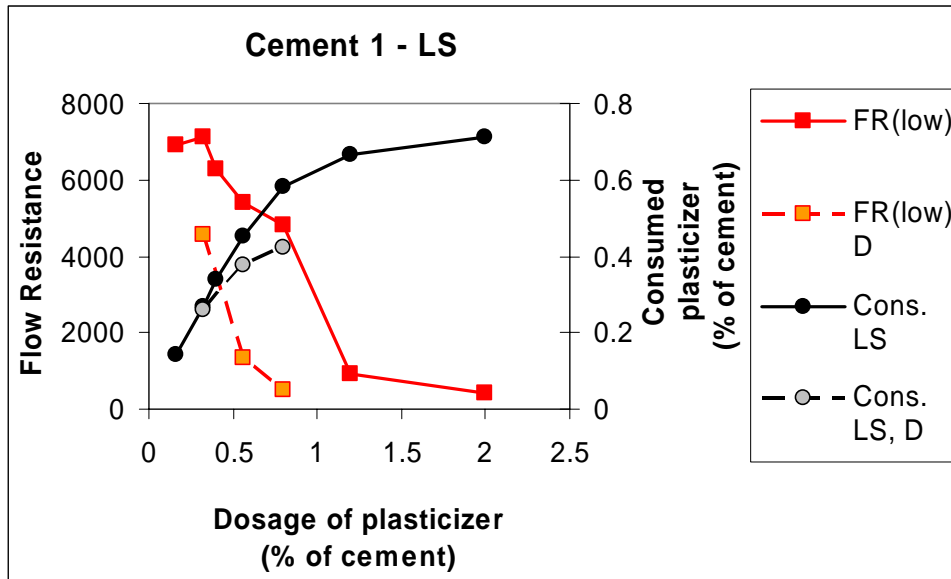 Cement 1 - LS
8000
6000
4000
2000
0
Flow Resistance
0.8
0.6
0.4
0.2
0
Consumed
plasticizer
(% of cement)
0
0.5
1
1.5
2
2.5
Dosage of plasticizer
(% of cement)
FR(low)
FR(low)
D
Cons.
LS
Cons.
LS, D